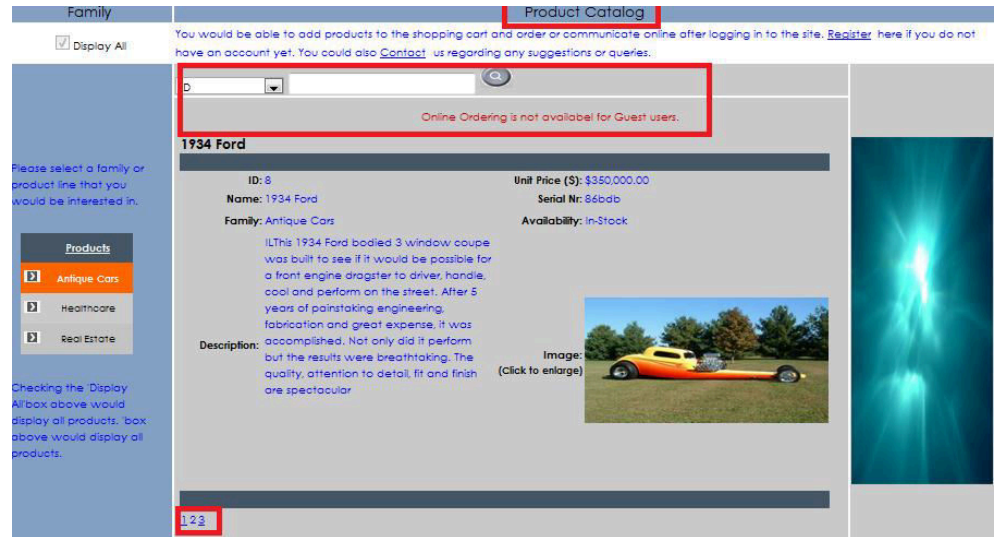 Family
Product Catalog
Display All
You would be able to add products to the shopping cart and order or communicate online after logging in to the site. Register here if you do not
have an account yet. You could also Contact us regarding any suggestions or queries.
ID
Online Ordering is not availabel for Guest users.
1934 Ford
Please select a family or
product line that you
would be interested in.
Products
Antique Cars
Healthcare
Real Estate
Checking the 'Display
All'box above would
display all products. 'box
above would display all
products.
ID: 8
Unit Price ($): $350,000.00
Name: 1934 Ford
Serial Nr: 86bdb
Family: Antique Cars
Availability: In-Stock
Description:
ILThis 1934 Ford bodied 3 window coupe
was built to see if it would be possible for
a front engine dragster to driver, handle,
cool and perform on the street. After 5
years of painstaking engineering,
fabrication and great expense, it was
accomplished. Not only did it perform
but the results were breathtaking. The
quality, attention to detail, fit and finish
are spectacular
Image:
(Click to enlarge)
1 2 3